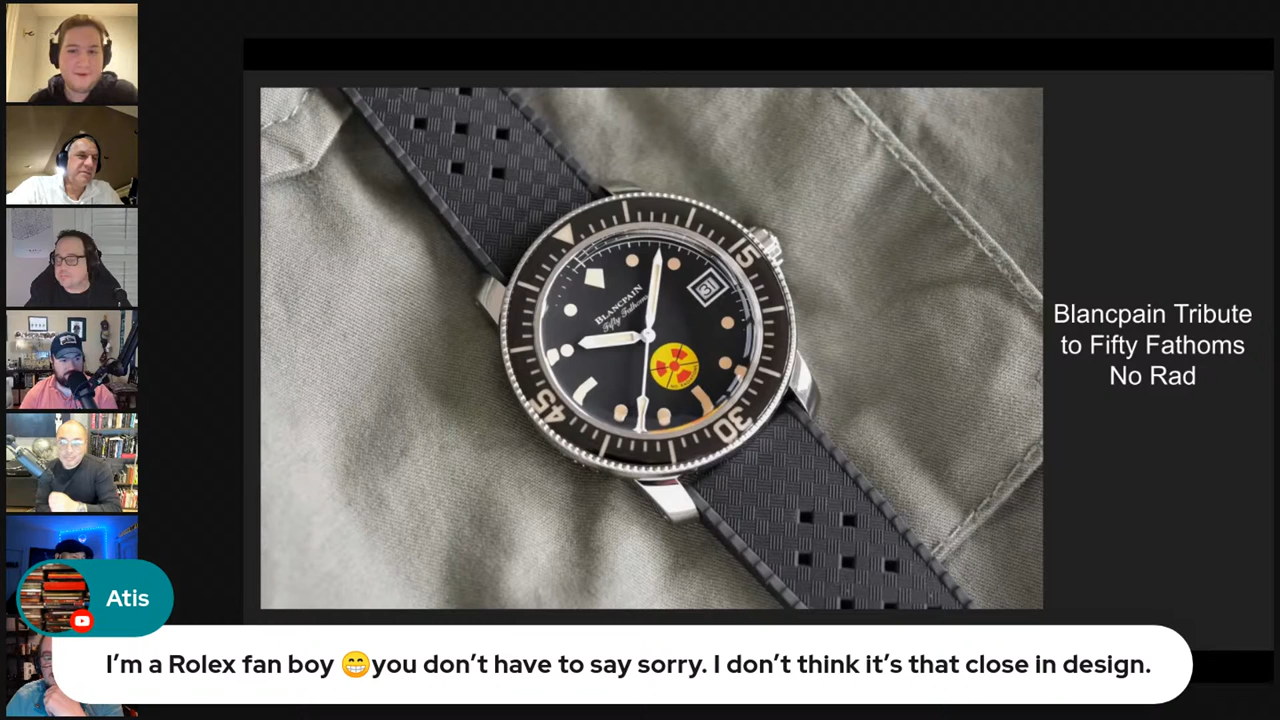 15
31
BLANCPAIN
Fifty Fathoms
45
30
Blancpain Tribute
to Fifty Fathoms
No Rad
Atis
I’m a Rolex fan boy 😁you don’t have to say sorry. I don’t think it’s that close in design.